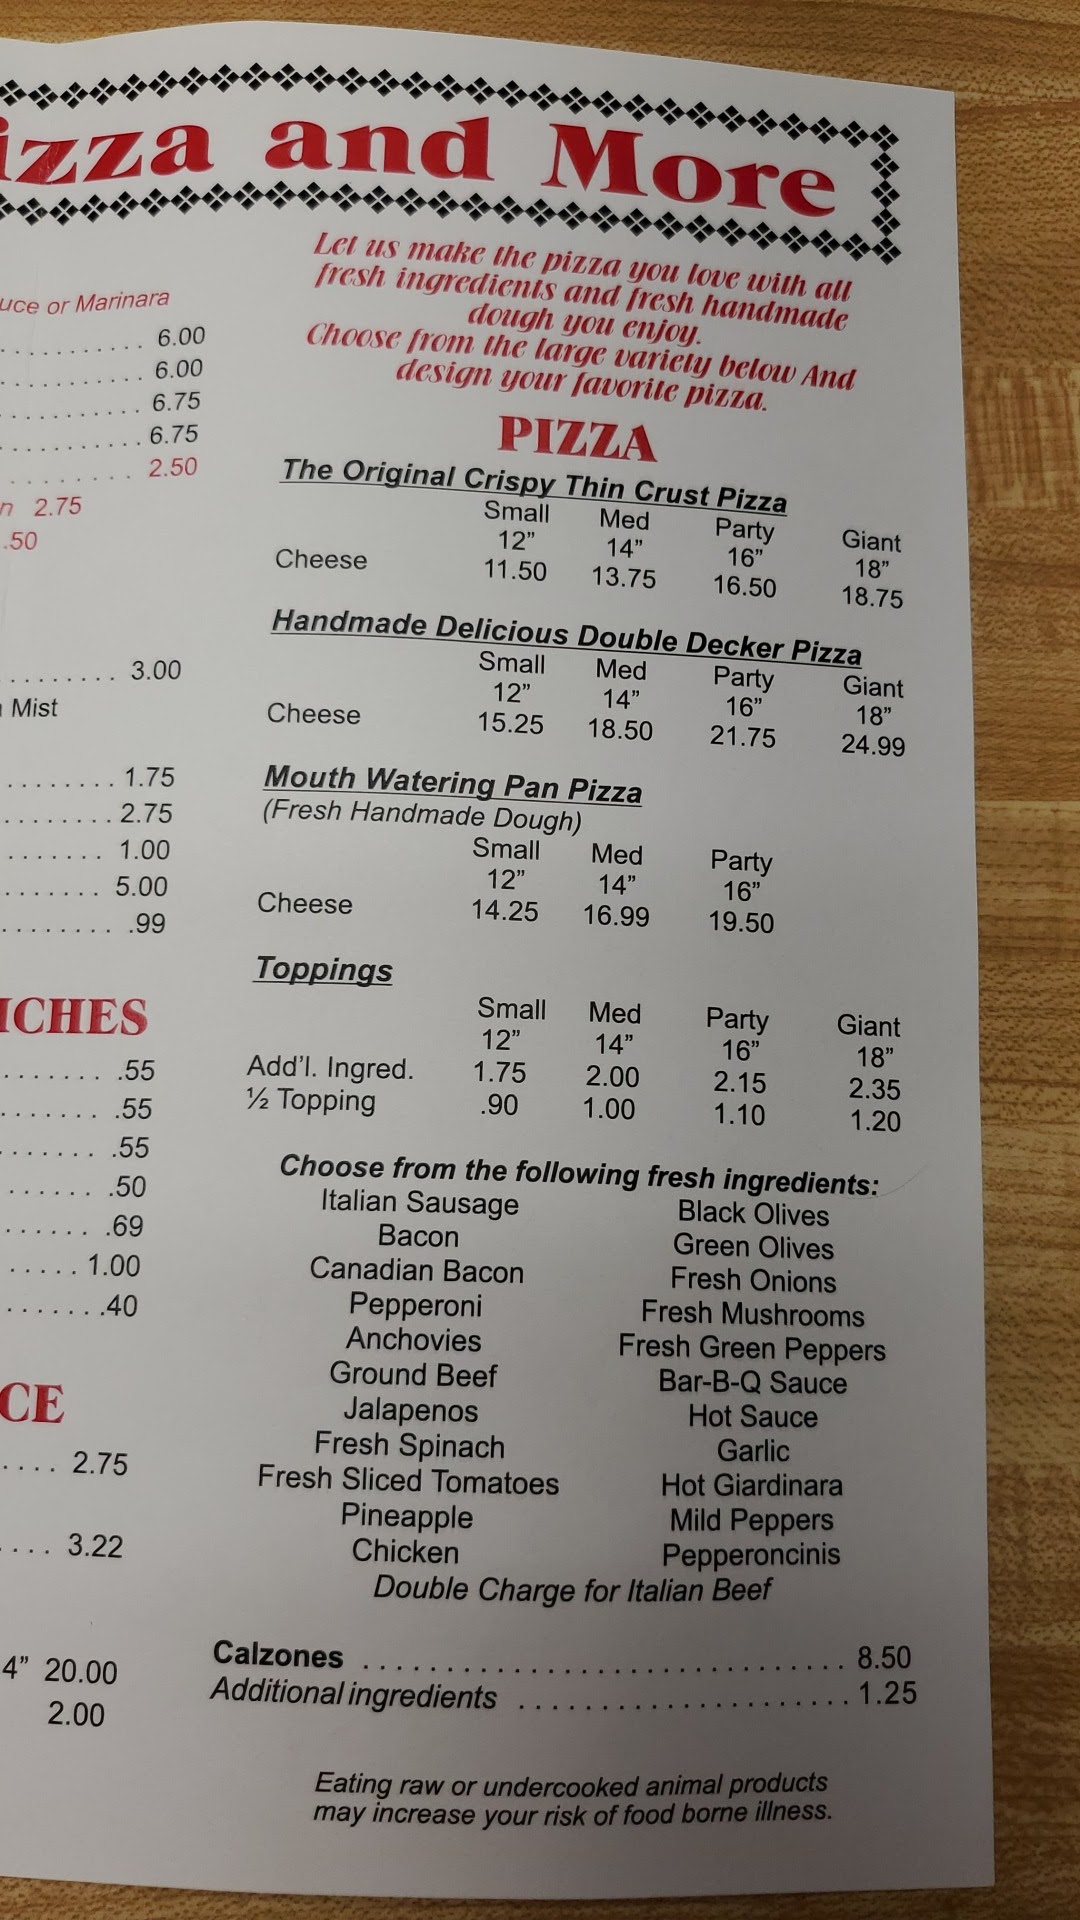 izza and More
uce or Marinara
. . . . . . . . . . . 6.00
. . . . . . . . . . . 6.00
. . . . . . . . . . . 6.75
. . . . . . . . . . . 6.75
. . . . . . . . . . 2.50
n 2.75
.50
. . . . . . . . . 3.00
Mist
. . . . . . . . 1.75
. . . . . . . . 2.75
. . . . . . . 1.00
. . . . . . . 5.00
. . . . . . . . .99
ICHES
. . . . . . . .55
. . . . . . . .55
. . . . . . . .55
. . . . . . .50
. . . . . . .69
. . . . . 1.00
. . . . . . .40
CE
. . . . 2.75
. . . . 3.22
4” 20.00
2.00
Let us make the pizza you love with all
fresh ingredients and fresh handmade
dough you enjoy.
Choose from the large variety below And
design your favorite pizza.
PIZZA
The Original Crispy Thin Crust Pizza
Small Med Party Giant
12” 14” 16” 18”
Cheese 11.50 13.75 16.50 18.75
Handmade Delicious Double Decker Pizza
Small Med Party Giant
12” 14” 16” 18”
Cheese 15.25 18.50 21.75 24.99
Mouth Watering Pan Pizza
(Fresh Handmade Dough)
Small Med Party
12” 14” 16”
Cheese 14.25 16.99 19.50
Toppings
Small Med Party Giant
12” 14” 16” 18”
Add’l. Ingred. 1.75 2.00 2.15 2.35
½ Topping .90 1.00 1.10 1.20
Choose from the following fresh ingredients:
Italian Sausage Black Olives
Bacon Green Olives
Canadian Bacon Fresh Onions
Pepperoni Fresh Mushrooms
Anchovies Fresh Green Peppers
Ground Beef Bar-B-Q Sauce
Jalapenos Hot Sauce
Fresh Spinach Garlic
Fresh Sliced Tomatoes Hot Giardinara
Pineapple Mild Peppers
Chicken Pepperoncinis
Double Charge for Italian Beef
Calzones . . . . . . . . . . . . . . . . . . . . . . . . . . . . . 8.50
Additional ingredients . . . . . . . . . . . . . . . . . . . . 1.25
Eating raw or undercooked animal products
may increase your risk of food borne illness.